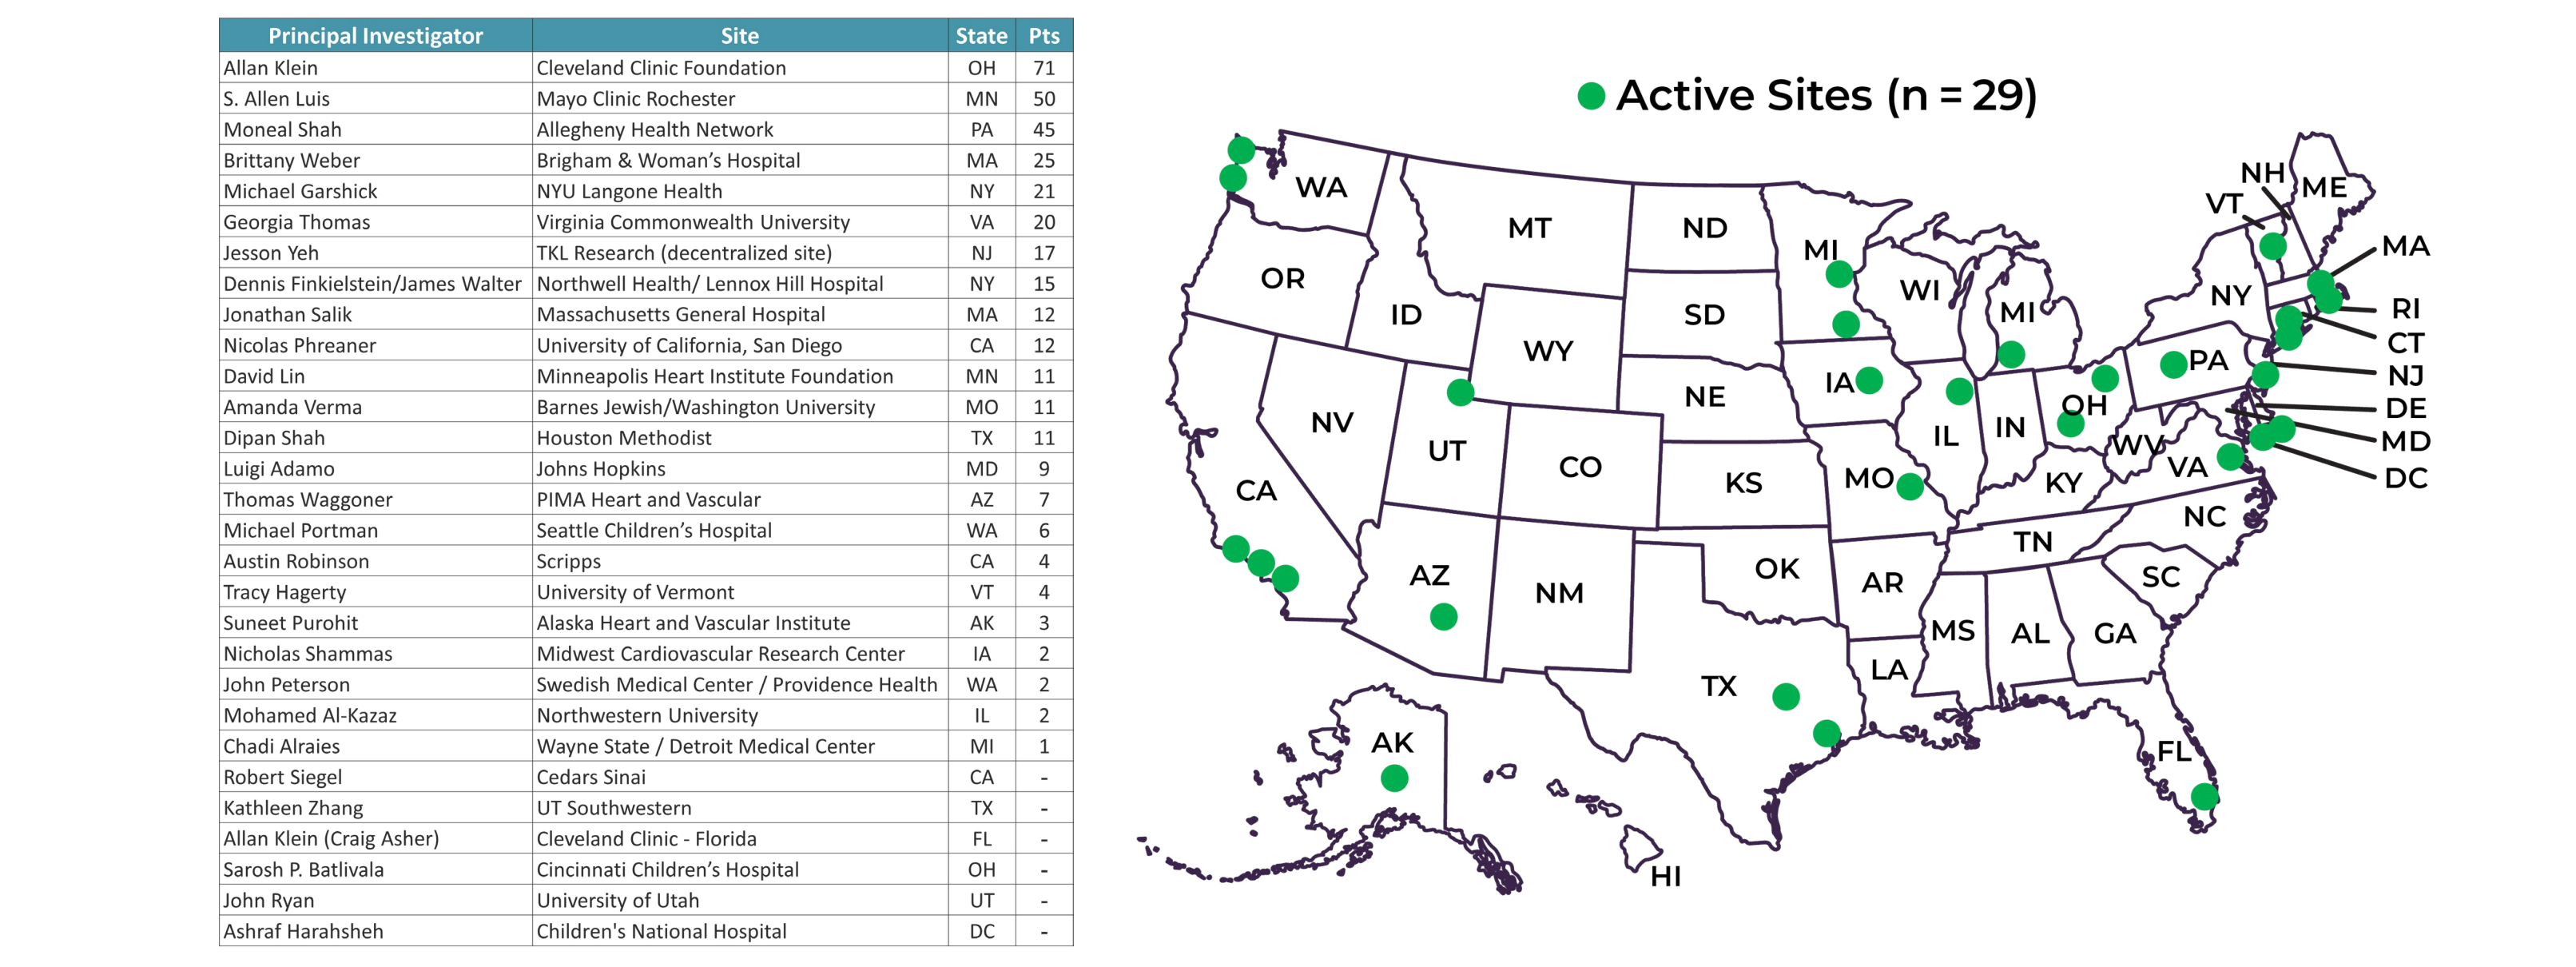 Principal Investigator Site State Pts
Allan Klein Cleveland Clinic Foundation OH 71
S. Allen Luis Mayo Clinic Rochester MN 50
Moneal Shah Allegheny Health Network PA 45
Brittany Weber Brigham & Woman’s Hospital MA 25
Michael Garshick NYU Langone Health NY 21
Georgia Thomas Virginia Commonwealth University VA 20
Jesson Yeh TKL Research (decentralized site) NJ 17
Dennis Finkielstein/James Walter Northwell Health/ Lennox Hill Hospital NY 15
Jonathan Salik Massachusetts General Hospital MA 12
Nicolas Phreaner University of California, San Diego CA 12
David Lin Minneapolis Heart Institute Foundation MN 11
Amanda Verma Barnes Jewish/Washington University MO 11
Dipan Shah Houston Methodist TX 11
Luigi Adamo Johns Hopkins MD 9
Thomas Waggoner PIMA Heart and Vascular AZ 7
Michael Portman Seattle Children’s Hospital WA 6
Austin Robinson Scripps CA 4
Tracy Hagerty University of Vermont VT 4
Suneet Purohit Alaska Heart and Vascular Institute AK 3
Nicholas Shammas Midwest Cardiovascular Research Center IA 2
John Peterson Swedish Medical Center / Providence Health WA 2
Mohamed Al-Kazaz Northwestern University IL 2
Chadi Alraies Wayne State / Detroit Medical Center MI 1
Robert Siegel Cedars Sinai CA -
Kathleen Zhang UT Southwestern TX -
Allan Klein (Craig Asher) Cleveland Clinic - Florida FL -
Sarosh P. Batlivala Cincinnati Children’s Hospital OH -
John Ryan University of Utah UT -
Ashraf Harahsheh Children's National Hospital DC -
Active Sites (n = 29)
NH
WA
ME
VT
MT
ND
MI
MA
OR
WI
NY
ID
SD
MI
RI
WY
CT
PA
NJ
IA
NE
OH
DE
NV
IN
IL
MD
UT
WV
CO
VA
MO
DC
CA
KS
KY
NC
TN
AZ
OK
AR
SC
NM
MS
AL
GA
LA
TX
AK
FL
HI